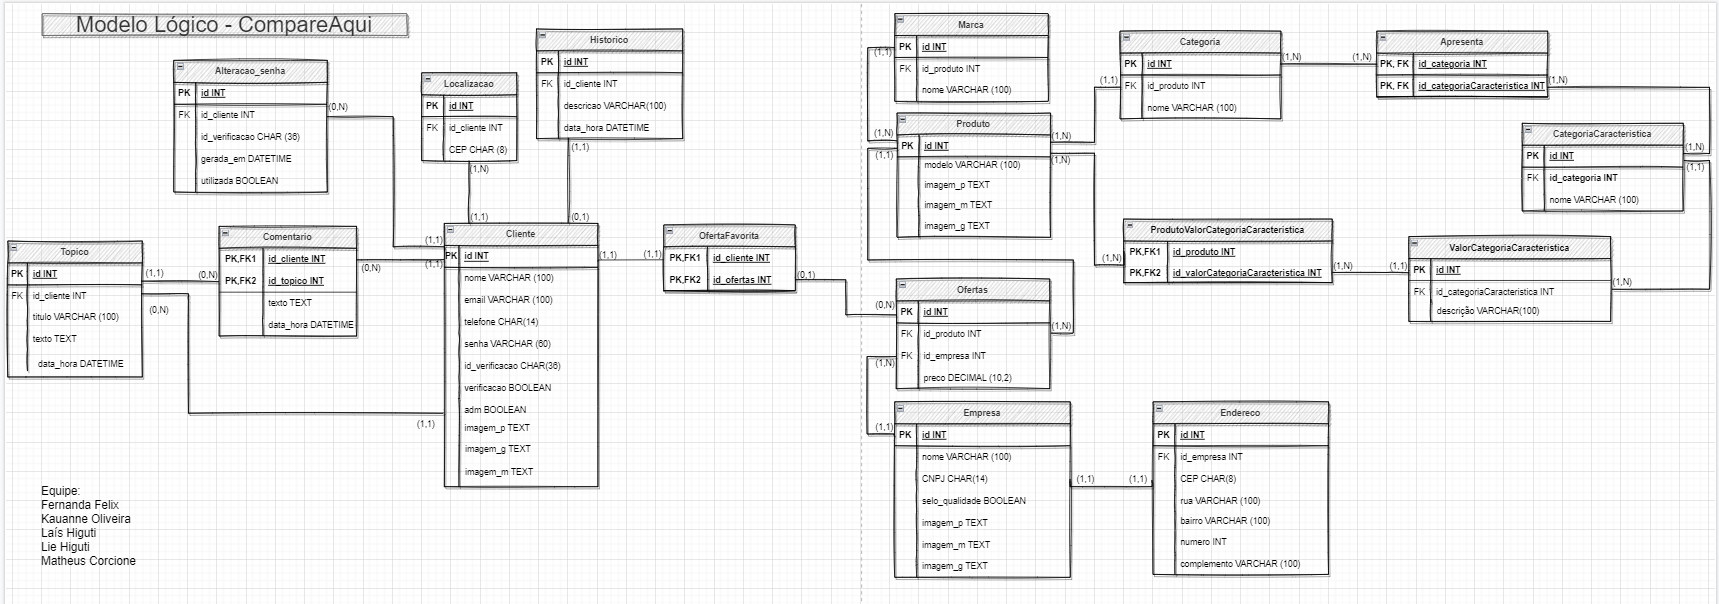 Modelo Lógico - CompareAqui
Alteracao_senha
PK id INT
FK id_cliente INT
id_verificacao CHAR (36)
gerada_em DATETIME
utilizada BOOLEAN
(0,N)
(1,1)
Localizacao
PK id INT
FK id_cliente INT
CEP CHAR (8)
(1,N)
(1,1)
Historico
PK id INT
FK id_cliente INT
descricao VARCHAR(100)
data_hora DATETIME
(1,1)
(0,1)
Topico
PK id INT
FK id_cliente INT
titulo VARCHAR (100)
texto TEXT
data_hora DATETIME
(1,1)
(0,N)
(0,N)
(1,1)
Comentario
PK,FK1 id_cliente INT
PK,FK2 id_topico INT
texto TEXT
data_hora DATETIME
(0,N)
(1,1)
Cliente
PK id INT
nome VARCHAR (100)
email VARCHAR (100)
telefone CHAR(14)
senha VARCHAR (60)
id_verificacao CHAR(36)
verificacao BOOLEAN
adm BOOLEAN
imagem_p TEXT
imagem_g TEXT
imagem_m TEXT
(1,1)
(1,1)
OfertaFavorita
PK,FK1 id_cliente INT
PK,FK2 id_ofertas INT
(0,1)
(0,N)
Equipe:
Fernanda Felix
Kauanne Oliveira
Laís Higuti
Lie Higuti
Matheus Corcione
Marca
PK id INT
FK id_produto INT
nome VARCHAR (100)
(1,1)
(1,N)
Produto
PK id INT
modelo VARCHAR (100)
imagem_p TEXT
imagem_m TEXT
imagem_g TEXT
(1,1)
(1,N)
(1,N)
Ofertas
PK id INT
FK id_produto INT
FK id_empresa INT
preco DECIMAL (10,2)
(1,N)
(1,N)
(1,1)
Empresa
PK id INT
nome VARCHAR (100)
CNPJ CHAR(14)
selo_qualidade BOOLEAN
imagem_p TEXT
imagem_m TEXT
imagem_g TEXT
(1,1)
(1,1)
Endereco
PK id INT
FK id_empresa INT
CEP CHAR(8)
rua VARCHAR (100)
bairro VARCHAR (100)
numero INT
complemento VARCHAR (100)
Categoria
PK id INT
FK id_produto INT
nome VARCHAR (100)
(1,1)
(1,N)
(1,N)
Apresenta
PK, FK id_categoria INT
PK, FK id_categoriaCaracteristica INT
(1,N)
(1,N)
CategoriaCaracteristica
PK id INT
FK id_categoria INT
nome VARCHAR (100)
(1,1)
(1,N)
ProdutoValorCategoriaCaracteristica
PK,FK1 id_produto INT
PK,FK2 id_valorCategoriaCaracteristica INT
(1,N)
(1,N)
(1,1)
ValorCategoriaCaracteristica
PK id INT
FK id_categoriaCaracteristica INT
descrição VARCHAR(100)